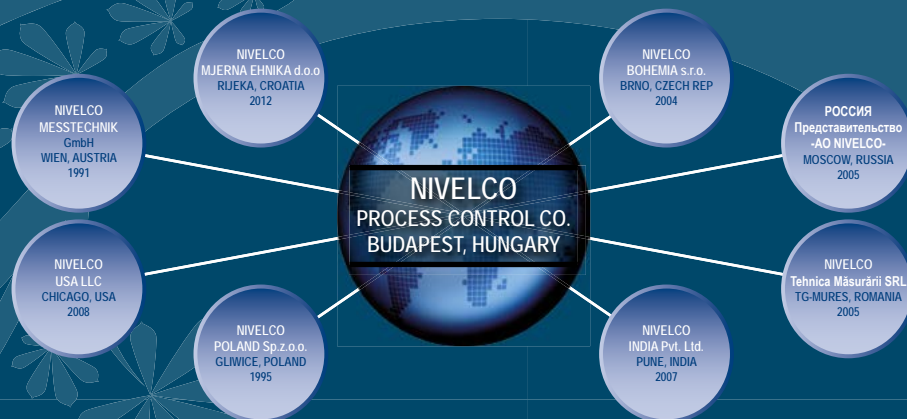 NIVELCO
MJERNA EHNIKA d.o.o
RIJEKA, CROATIA
2012
NIVELCO
BOHEMIA s.r.o.
BRNO, CZECH REP
2004
NIVELCO
MESSTECHNIK
GmbH
WIEN, AUSTRIA
1991
РОССИЯ
Представительство
-АО NIVELCO-
MOSCOW, RUSSIA
2005
NIVELCO
PROCESS CONTROL CO.
BUDAPEST, HUNGARY
NIVELCO
USA LLC
CHICAGO, USA
2008
NIVELCO
Tehnica Măsurării SRL
TG-MURES, ROMANIA
2005
NIVELCO
POLAND Sp.z.o.o.
GLIWICE, POLAND
1995
NIVELCO
INDIA Pvt. Ltd.
PUNE, INDIA
2007